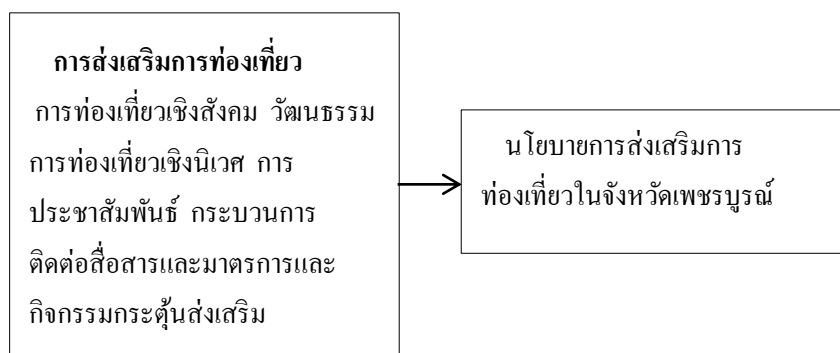 การส่งเสริมการท่องเที่ยว
การท่องเที่ยวเชิงสังคม วัฒนธรรม
การท่องเที่ยวเชิงนิเวศ การ
ประชาสัมพันธ์ กระบวนการ
ติดต่อสื่อสารและมาตรการและ
กิจกรรมกระตุ้นส่งเสริม
นโยบายการส่งเสริมการ
ท่องเที่ยวในจังหวัดเพชรบูรณ์